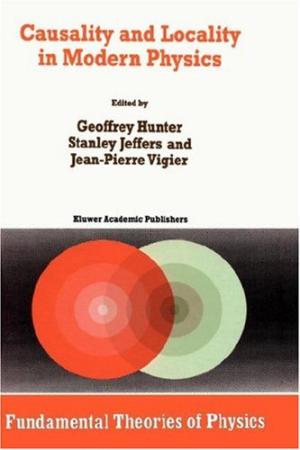 Causality and Locality
in Modern Physics
Edited by
Geoffrey Hunter
Stanley Jeffers and
Jean-Pierre Vigier
Kluwer Academic Publishers
Fundamental Theories of Physics